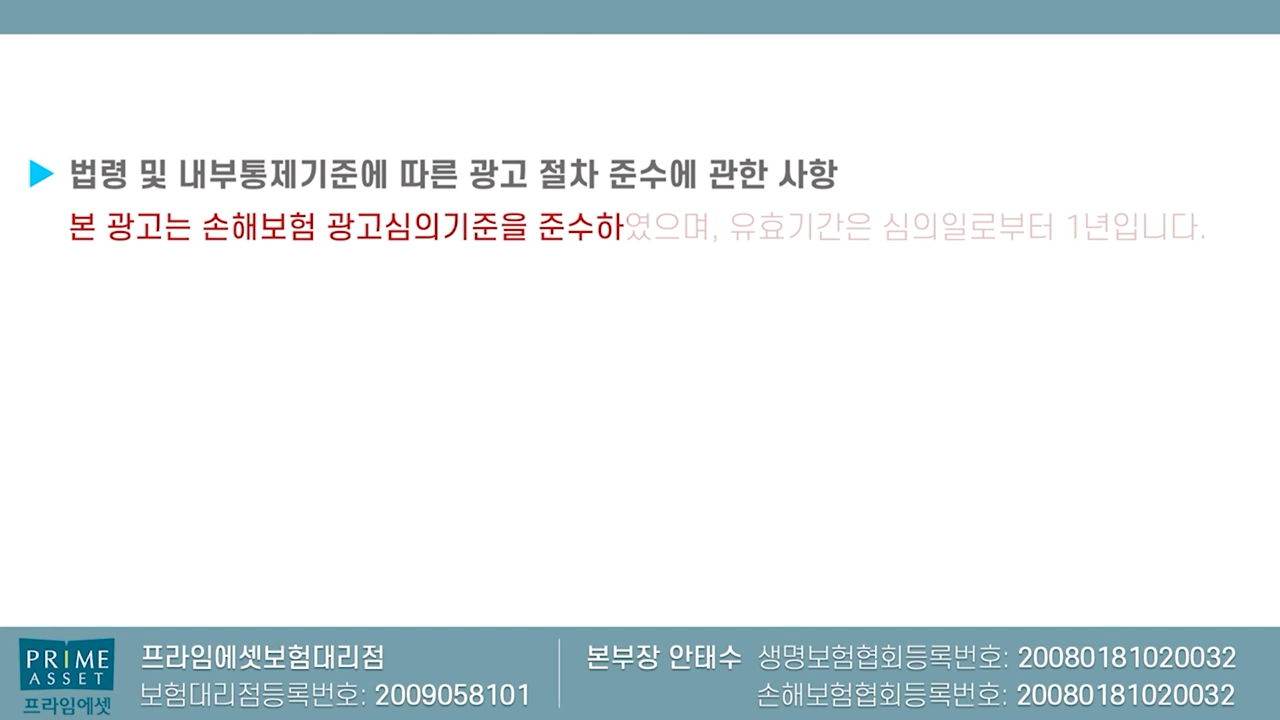 ▶ 법령 및 내부통제기준에 따른 광고 절차 준수에 관한 사항
본 광고는 손해보험 광고심의기준을 준수하였으며, 유효기간은 심의일로부터 1년입니다.
PRIME
ASSET
프라임에셋
프라임에셋보험대리점
보험대리점등록번호: 2009058101
본부장 안태수 생명보험협회등록번호: 20080181020032
손해보험협회등록번호: 20080181020032